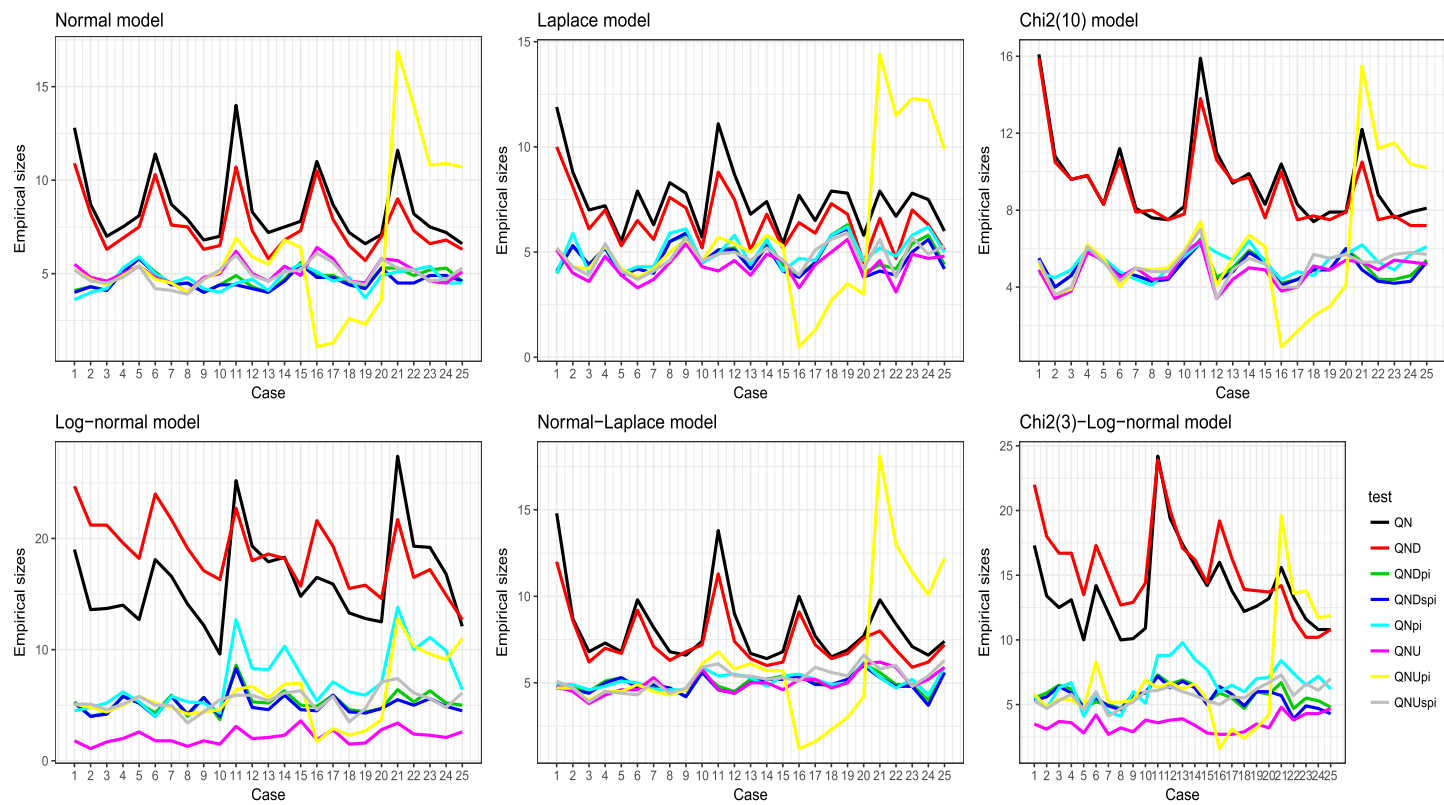 Normal model
Laplace model
Chi2(10) model
Empirical sizes
15
10
5
1 2 3 4 5 6 7 8 9 10 11 12 13 14 15 16 17 18 19 20 21 22 23 24 25
Case
Empirical sizes
15
10
5
0
1 2 3 4 5 6 7 8 9 10 11 12 13 14 15 16 17 18 19 20 21 22 23 24 25
Case
Empirical sizes
16
12
8
4
1 2 3 4 5 6 7 8 9 10 11 12 13 14 15 16 17 18 19 20 21 22 23 24 25
Case
Log−normal model
Normal−Laplace model
Chi2(3)−Log−normal model
Empirical sizes
20
10
0
1 2 3 4 5 6 7 8 9 10 11 12 13 14 15 16 17 18 19 20 21 22 23 24 25
Case
Empirical sizes
15
10
5
1 2 3 4 5 6 7 8 9 10 11 12 13 14 15 16 17 18 19 20 21 22 23 24 25
Case
Empirical sizes
25
20
15
10
5
1 2 3 4 5 6 7 8 9 10 11 12 13 14 15 16 17 18 19 20 21 22 23 24 25
Case
test
QN
QND
QNDpi
QNDspi
QNpi
QNU
QNUpi
QNUspi